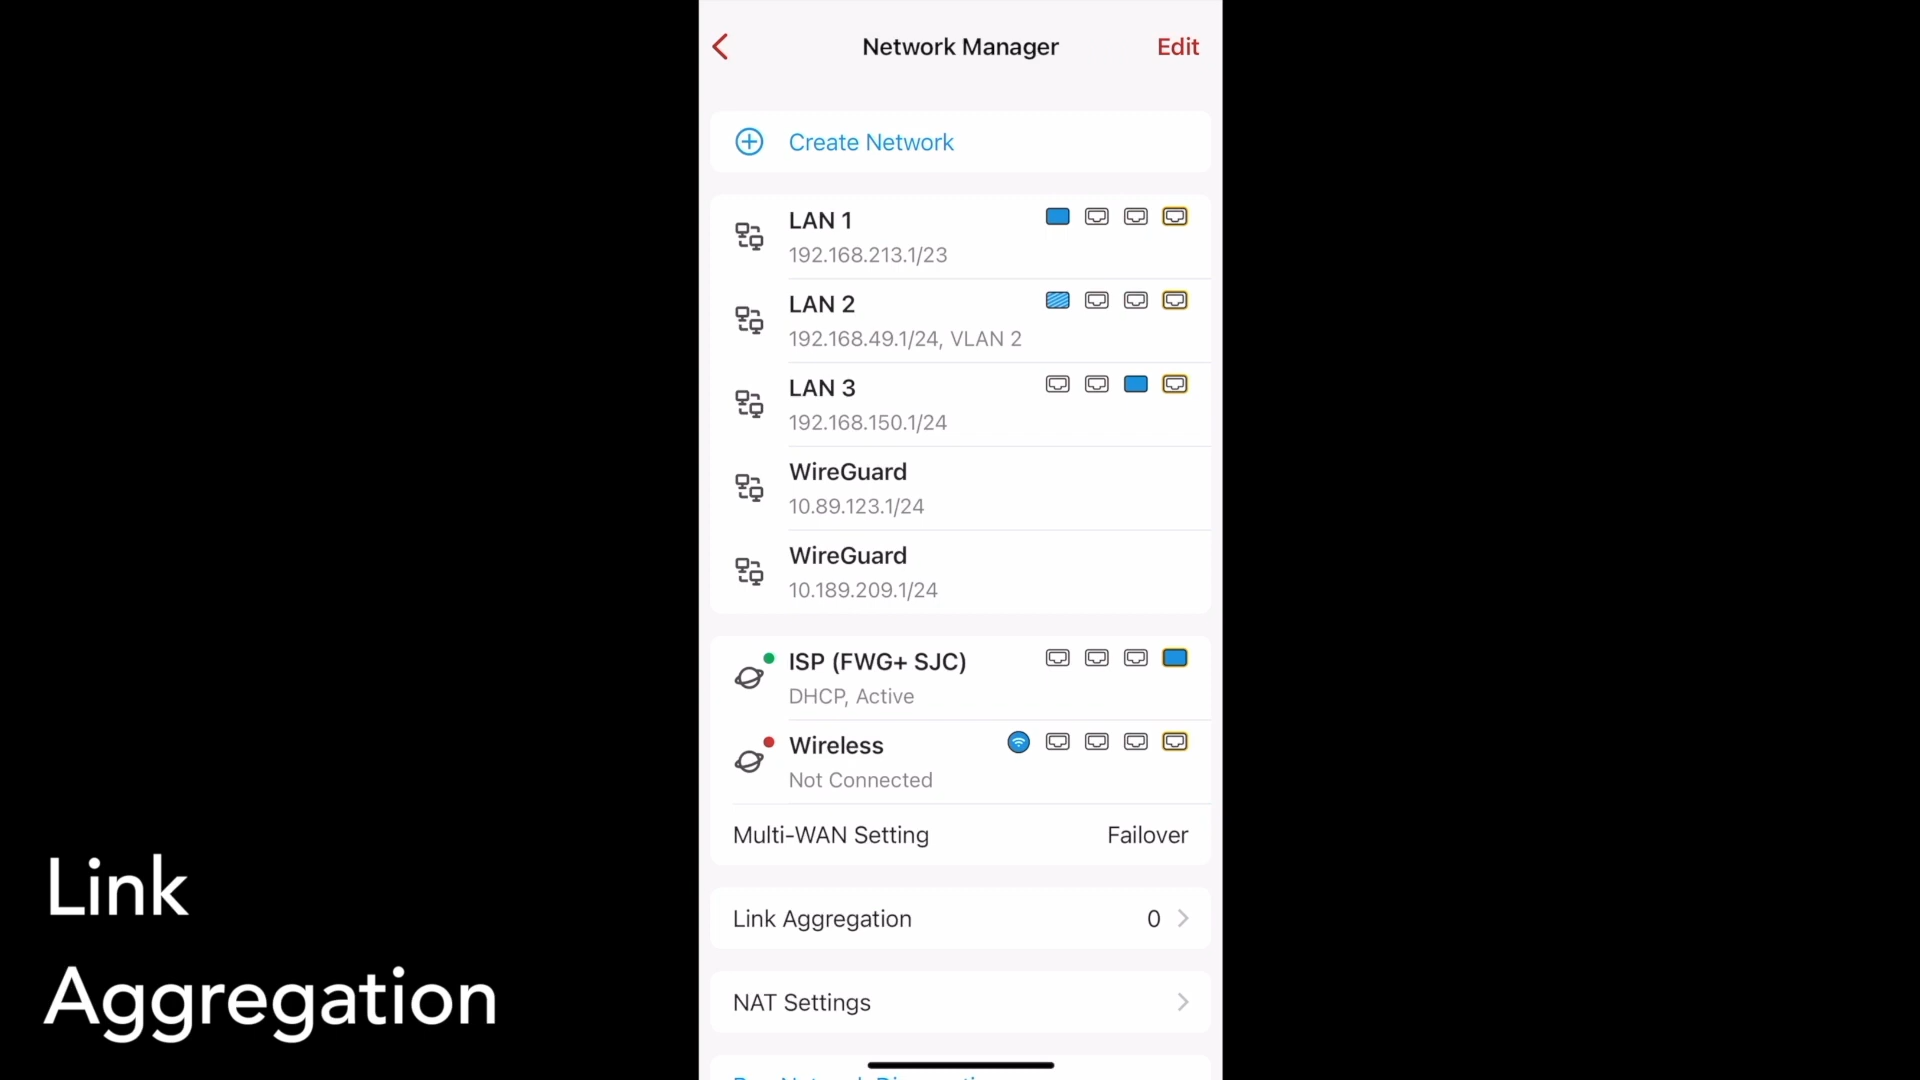 Network Manager
Edit
Create Network
LAN 1
192.168.213.1/23
LAN 2
192.168.49.1/24, VLAN 2
LAN 3
192.168.150.1/24
WireGuard
10.89.123.1/24
WireGuard
10.189.209.1/24
ISP (FWG+ SJC)
DHCP, Active
Wireless
Not Connected
Multi-WAN Setting
Failover
Link Aggregation
0
NAT Settings
Link
Aggregation